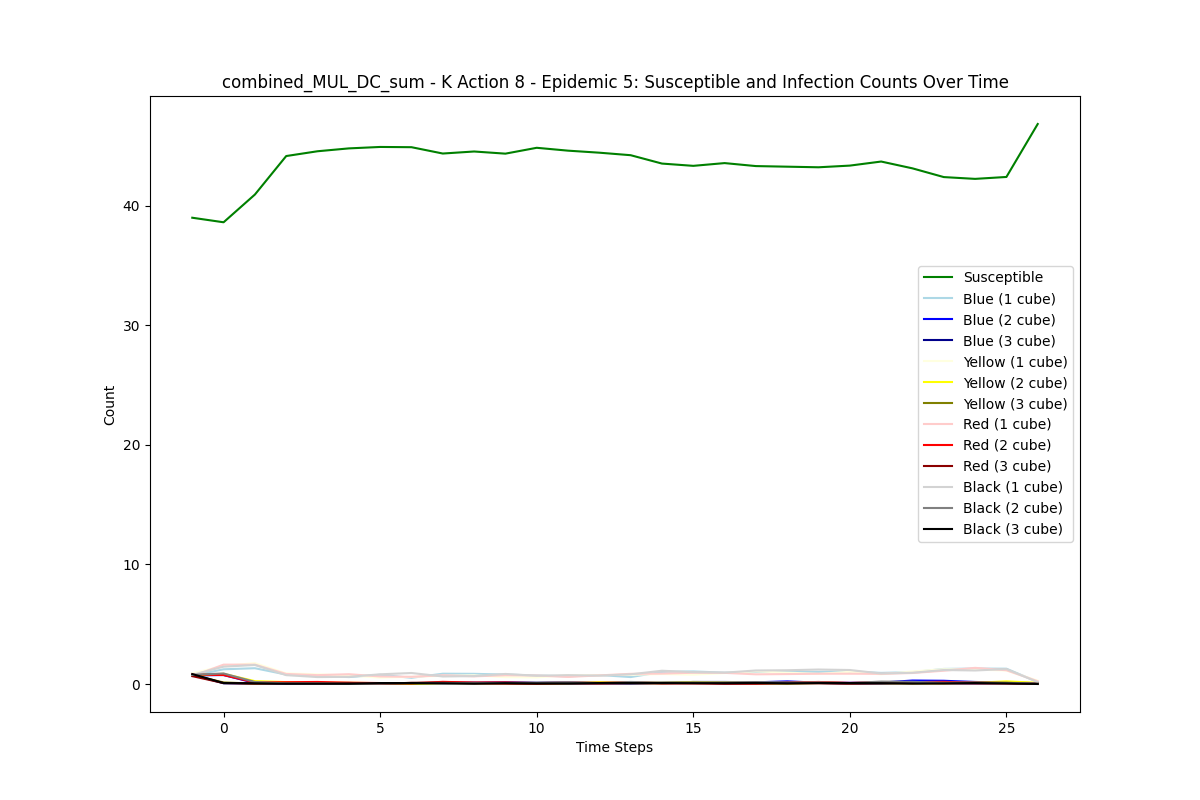 combined_MUL_DC_sum - K Action 8 - Epidemic 5: Susceptible and Infection Counts Over Time
Count
40
30
20
10
0
Susceptible
Blue (1 cube)
Blue (2 cube)
Blue (3 cube)
Yellow (1 cube)
Yellow (2 cube)
Yellow (3 cube)
Red (1 cube)
Red (2 cube)
Red (3 cube)
Black (1 cube)
Black (2 cube)
Black (3 cube)
0 5 10 15 20 25
Time Steps